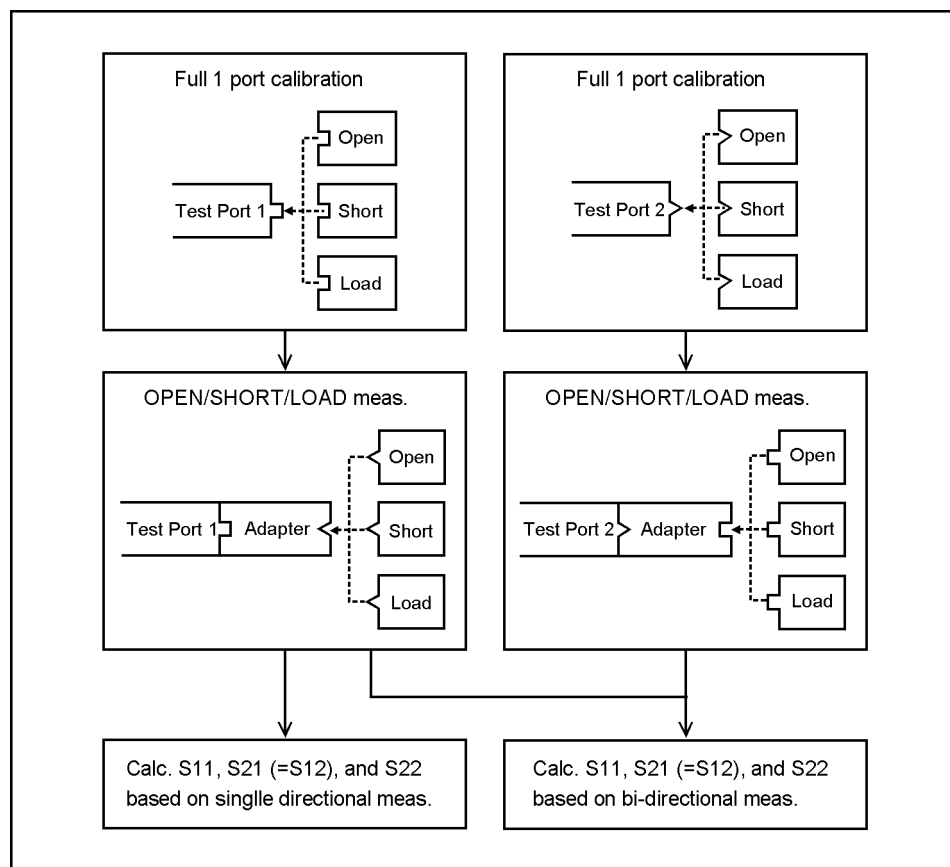 Full 1 port calibration
Open
Test Port 1
Short
Load
Full 1 port calibration
Open
Test Port 2
Short
Load
OPEN/SHORT/LOAD meas.
Open
Test Port 1
Adapter
Short
Load
OPEN/SHORT/LOAD meas.
Open
Test Port 2
Adapter
Short
Load
Calc. S11, S21 (=S12), and S22
based on singlle directional meas.
Calc. S11, S21 (=S12), and S22
based on bi-directional meas.